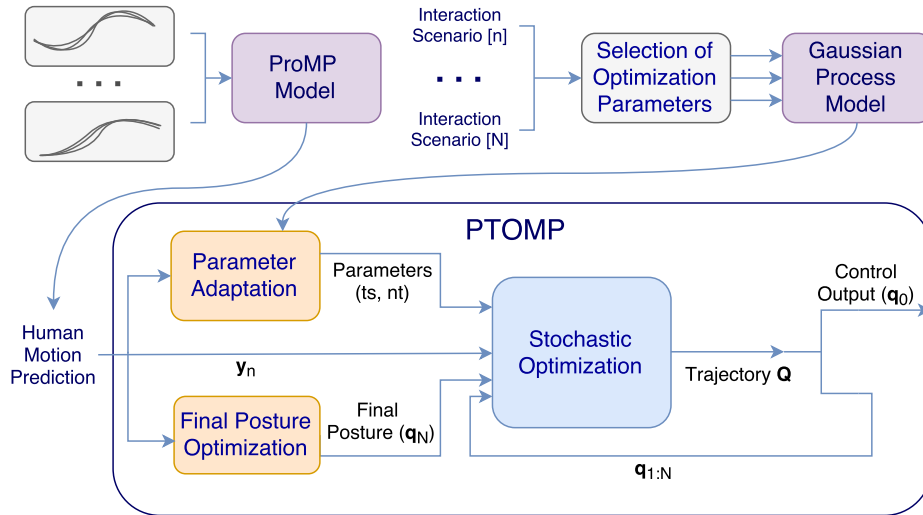 ProMP
Model
Interaction
Scenario [n]
Interaction
Scenario [N]
Selection of
Optimization
Parameters
Gaussian
Process
Model
PTOMP
Parameter
Adaptation
Parameters
(ts, nt)
Stochastic
Optimization
Control
Output (q0)
Human
Motion
Prediction
yn
Trajectory Q
Final Posture
Optimization
Final
Posture (qN)
q1:N